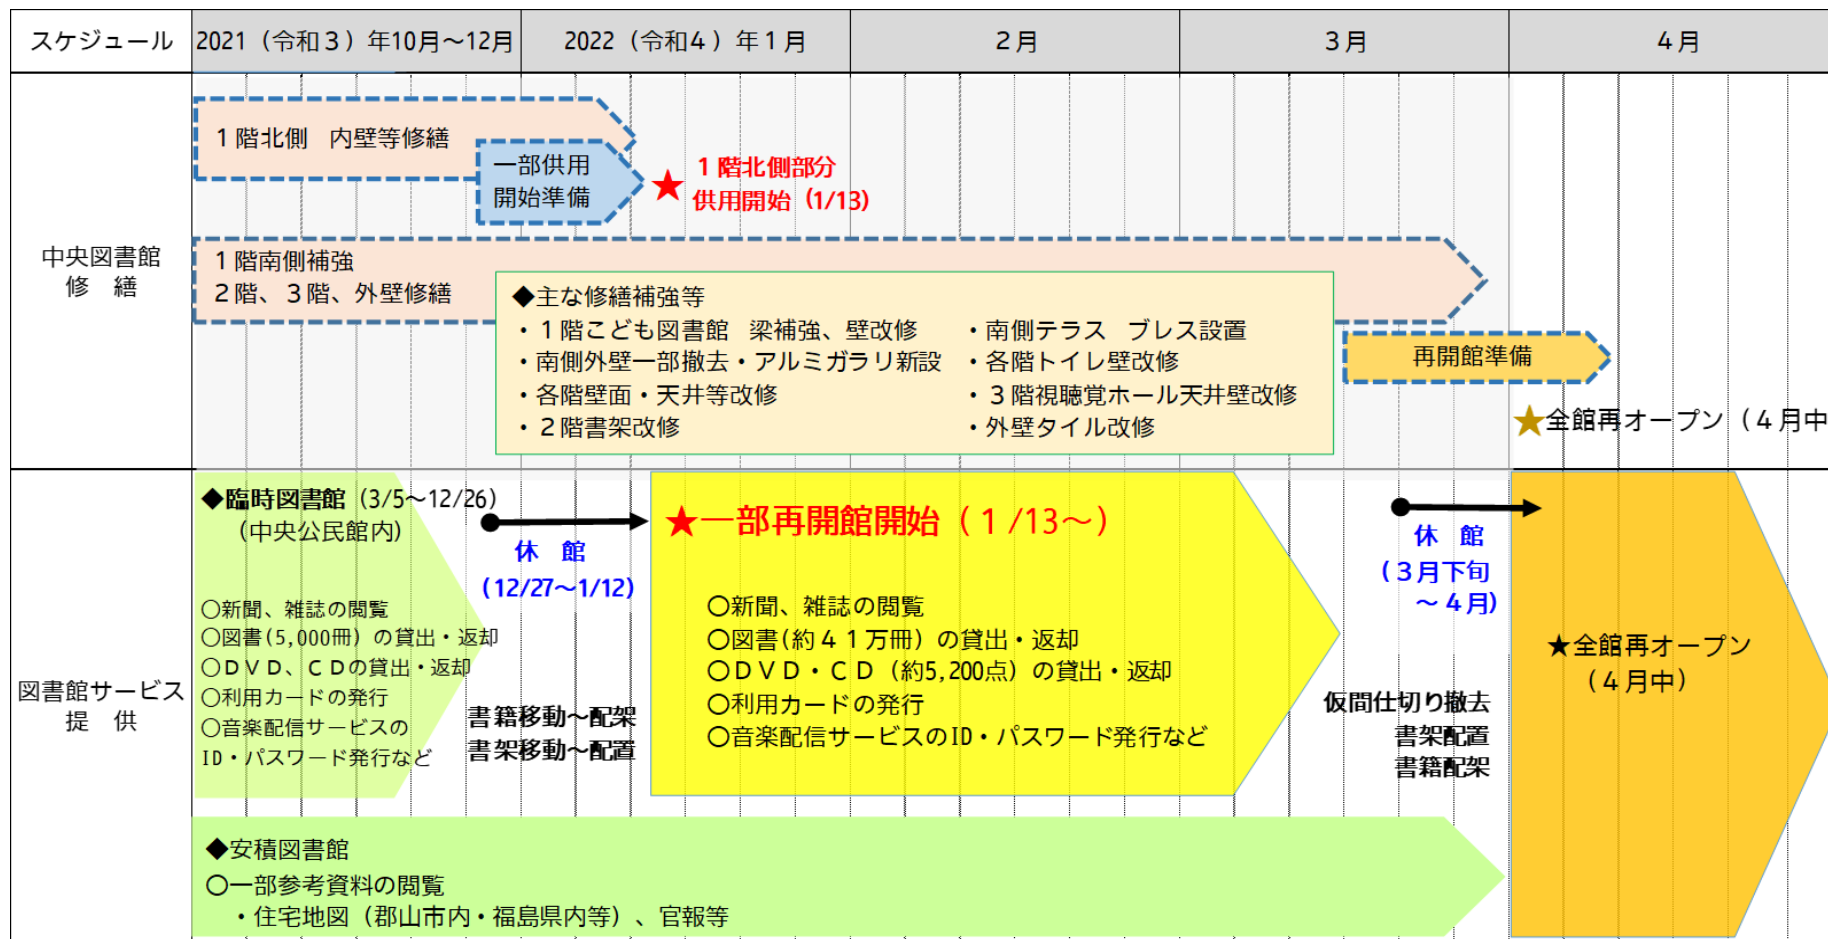 スケジュール
2021（令和３）年10月～12月
2022（令和４）年１月
２月
３月
４月
中央図書館
修　繕
１階北側　内壁等修繕
一部供用
開始準備
★１階北側部分
供用開始（1/13）
１階南側補強
２階、３階、外壁修繕
◆主な修繕補強等
・１階こども図書館　梁補強、壁改修
・南側外壁一部撤去・アルミガラリ新設
・各階壁面・天井等改修
・２階書架改修
・南側テラス　ブレス設置
・各階トイレ壁改修
・３階視聴覚ホール天井壁改修
・外壁タイル改修
再開館準備
★全館再オープン（４月中
図書館サービス
提　供
◆臨時図書館（3/5～12/26）
（中央公民館内）
○新聞、雑誌の閲覧
○図書（5,000冊）の貸出・返却
○ＤＶＤ、ＣＤの貸出・返却
○利用カードの発行
○音楽配信サービスの
ID・パスワード発行など
休　館
（12/27～1/12）
書籍移動～配架
書架移動～配置
★一部再開館開始（１/13～）
○新聞、雑誌の閲覧
○図書（約４１万冊）の貸出・返却
○ＤＶＤ・ＣＤ（約5,200点）の貸出・返却
○利用カードの発行
○音楽配信サービスのID・パスワード発行など
休　館
（３月下旬
～４月）
仮間仕切り撤去
書架配置
書籍配架
★全館再オープン
（４月中）
◆安積図書館
○一部参考資料の閲覧
・住宅地図（郡山市内・福島県内等）、官報等